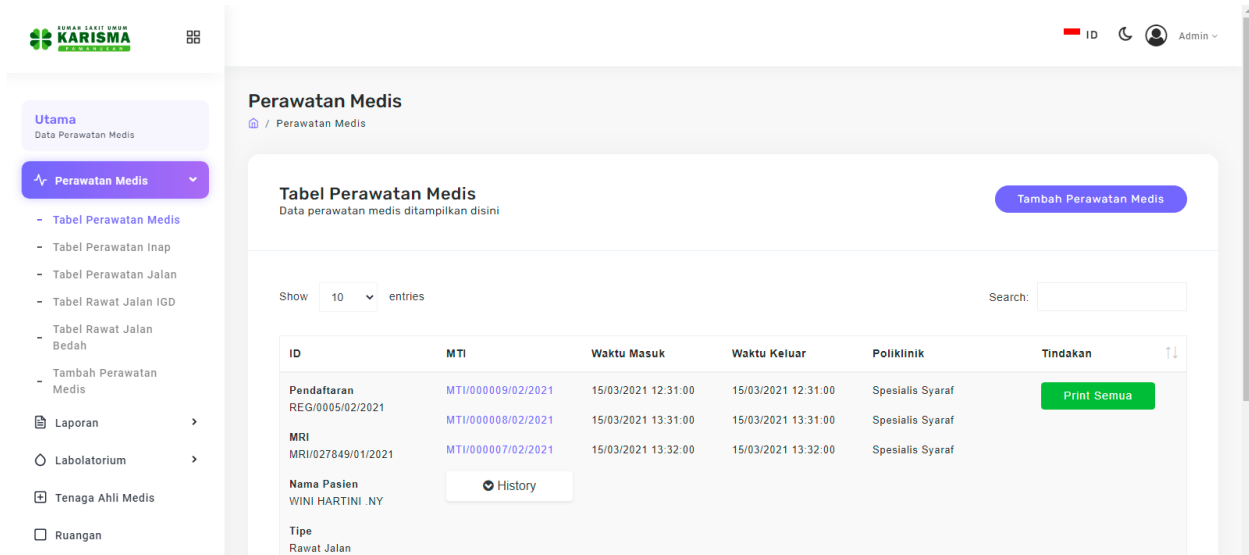 RUMAH SAKIT UMUM
KARISMA
ID
Admin
Utama
Data Perawatan Medis
Perawatan Medis
- Tabel Perawatan Medis
- Tabel Perawatan Inap
- Tabel Perawatan Jalan
- Tabel Rawat Jalan IGD
- Tabel Rawat Jalan
Bedah
- Tambah Perawatan
Medis
Laporan
Labolatorium
Tenaga Ahli Medis
Ruangan
Perawatan Medis
/ Perawatan Medis
Tabel Perawatan Medis
Data perawatan medis ditampilkan disini
Tambah Perawatan Medis
Show 10 entries
Search:
ID MTI Waktu Masuk Waktu Keluar Poliklinik Tindakan
Pendaftaran
REG/0005/02/2021
MRI
MRI/027849/01/2021
Nama Pasien
WINI HARTINI .NY
Tipe
Rawat Jalan
MTI/000009/02/2021 15/03/2021 12:31:00 15/03/2021 12:31:00 Spesialis Syaraf
MTI/000008/02/2021 15/03/2021 13:31:00 15/03/2021 13:31:00 Spesialis Syaraf
MTI/000007/02/2021 15/03/2021 13:32:00 15/03/2021 13:32:00 Spesialis Syaraf
History
Print Semua